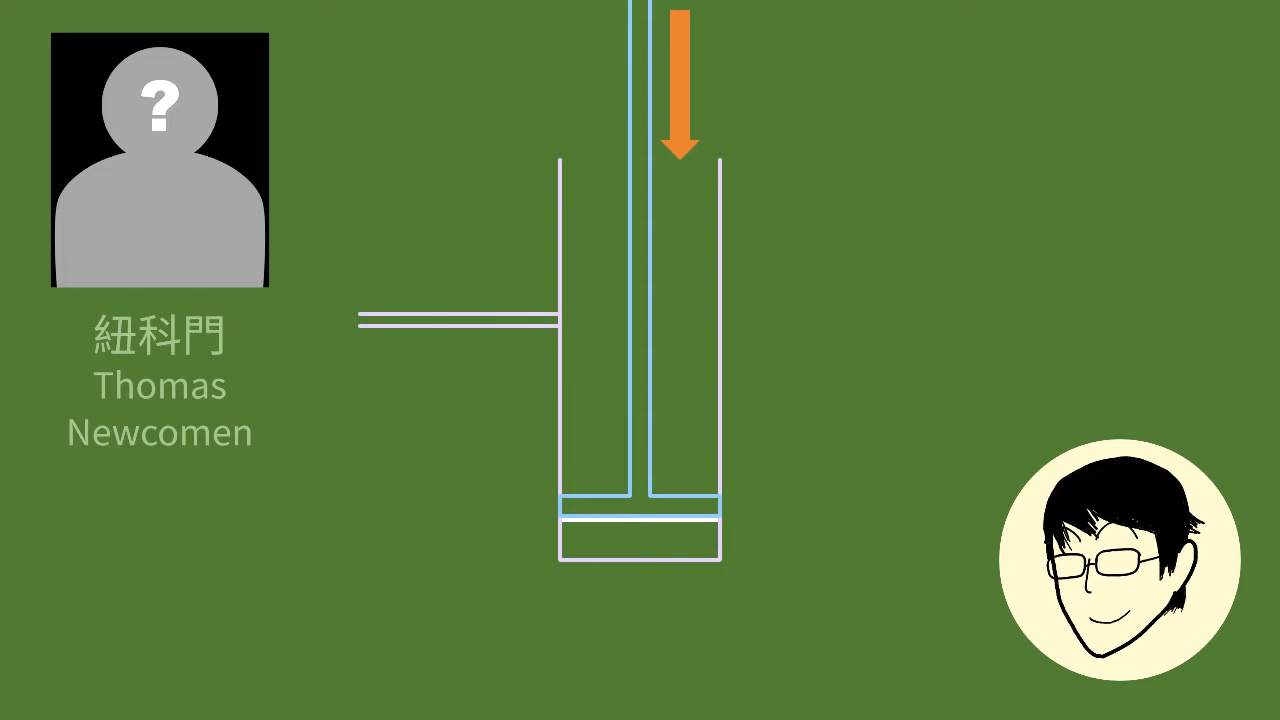 ?
紐科門
Thomas
Newcomen